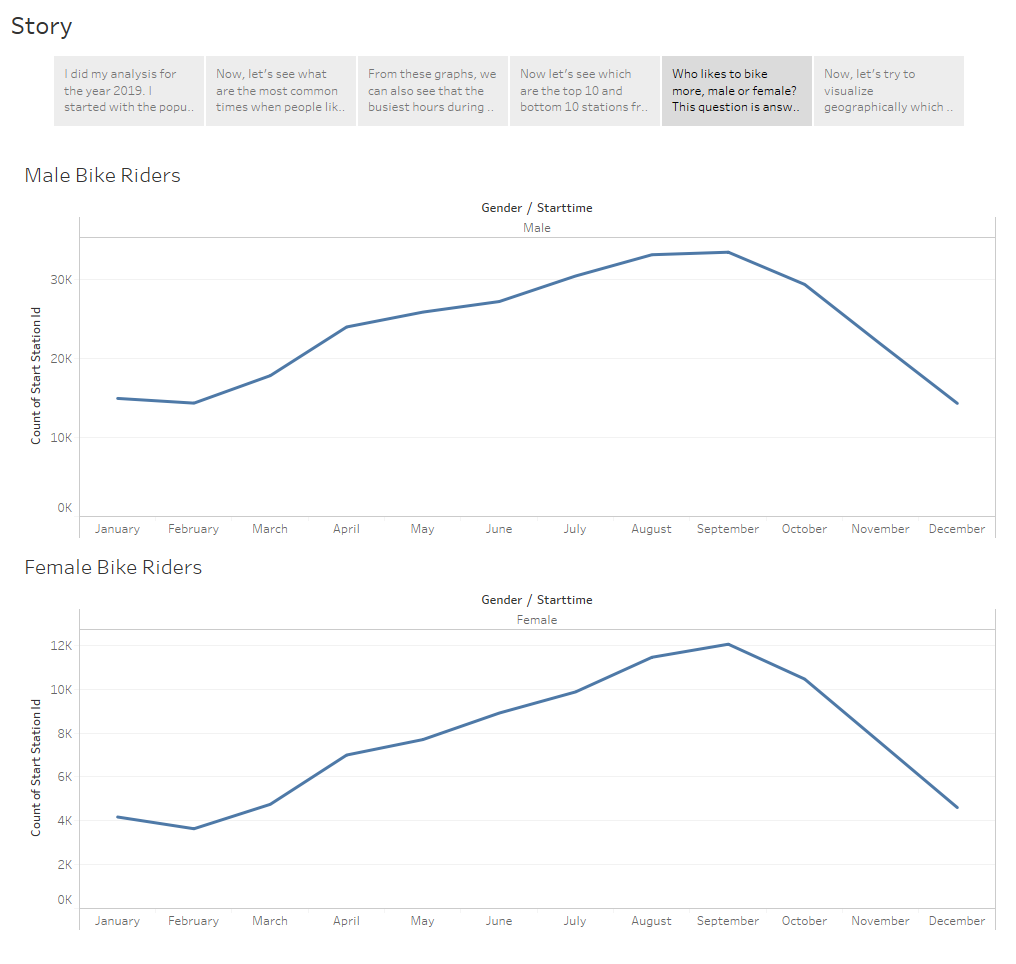 Story
I did my analysis for
the year 2019. I
started with the popu..
Now, let's see what
are the most common
times when people lik..
From these graphs, we
can also see that the
busiest hours during ..
Now let's see which
are the top 10 and
bottom 10 stations fr..
Who likes to bike
more, male or female?
This question is answ..
Now, let's try to
visualize
geographically which ..
Male Bike Riders
Gender / Starttime
Male
Count of Start Station Id
30K
20K
10K
0K
January February March April May June July August September October November December
Female Bike Riders
Gender / Starttime
Female
Count of Start Station Id
12K
10K
8K
6K
4K
2K
0K
January February March April May June July August September October November December